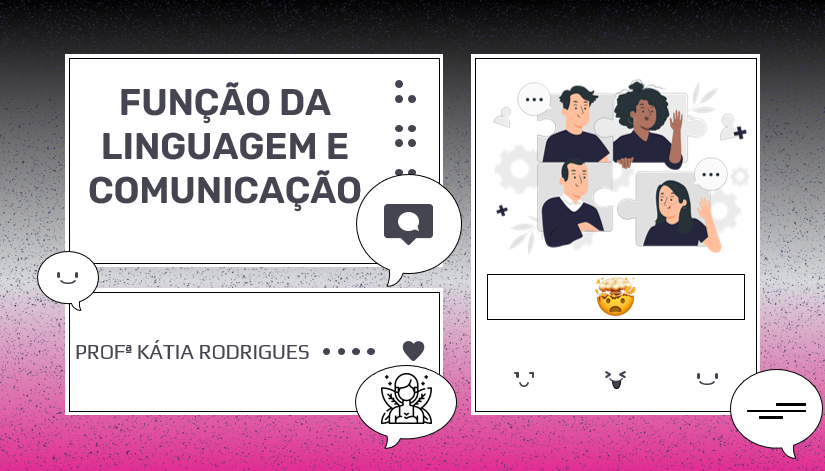 FUNÇÃO DA
LINGUAGEM E
COMUNICAÇÃO
PROFª KÁTIA RODRIGUES